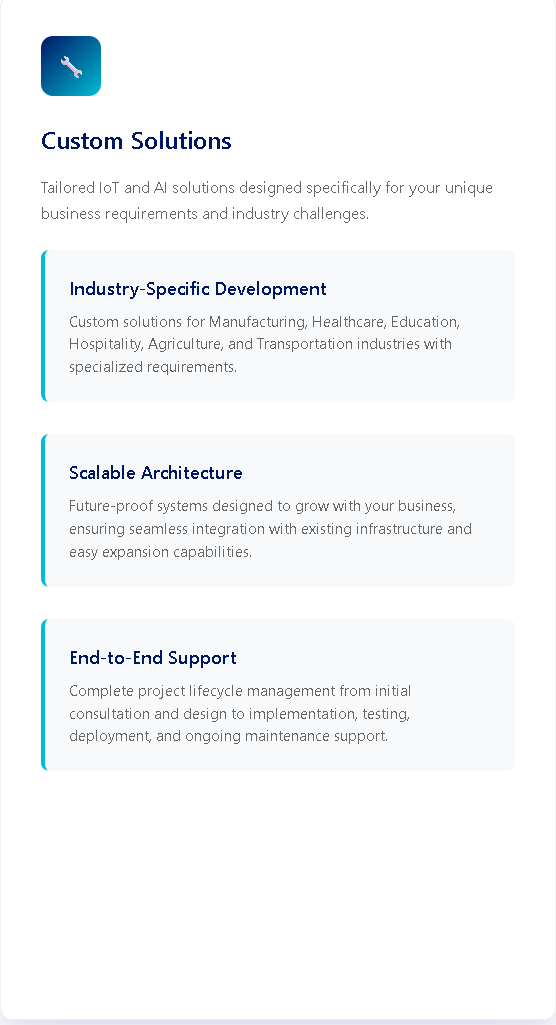 Custom Solutions
Tailored IoT and AI solutions designed specifically for your unique
business requirements and industry challenges.
Industry-Specific Development
Custom solutions for Manufacturing, Healthcare, Education,
Hospitality, Agriculture, and Transportation industries with
specialized requirements.
Scalable Architecture
Future-proof systems designed to grow with your business,
ensuring seamless integration with existing infrastructure and
easy expansion capabilities.
End-to-End Support
Complete project lifecycle management from initial
consultation and design to implementation, testing,
deployment, and ongoing maintenance support.